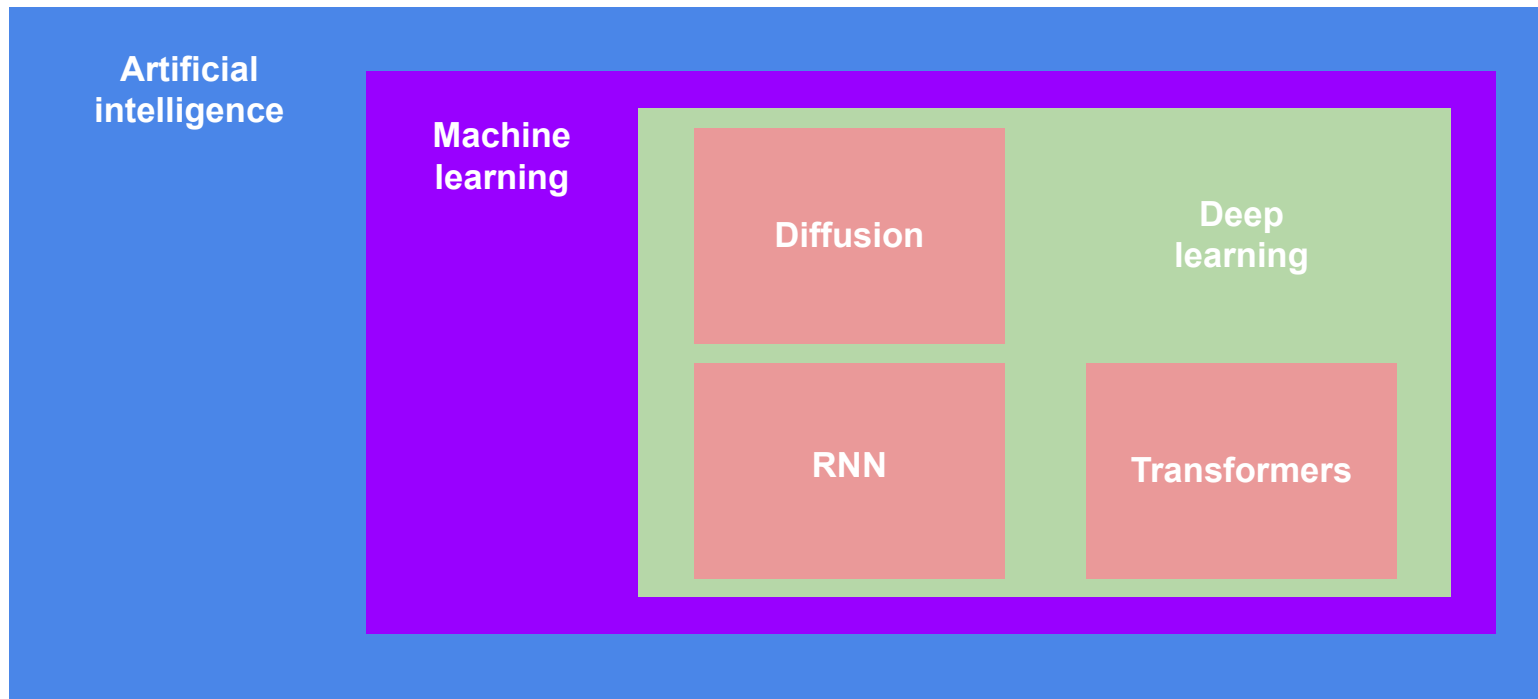 Artificial
intelligence
Machine
learning
Diffusion
Deep
learning
RNN
Transformers